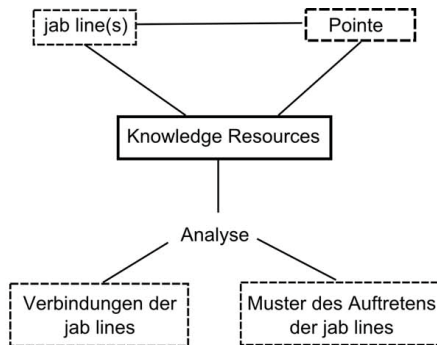 jab line(s)
Pointe
Knowledge Resources
Analyse
Verbindungen der
jab lines
Muster des Auftretens
der jab lines